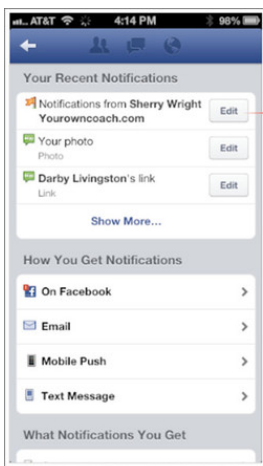 AT&T 4:14 PM 98%
Your Recent Notifications
Notifications from Sherry Wright
Yourowncoach.com
Edit
Your photo
Photo
Edit
Darby Livingston's link
Link
Edit
Show More...
How You Get Notifications
On Facebook
Email
Mobile Push
Text Message
What Notifications You Get